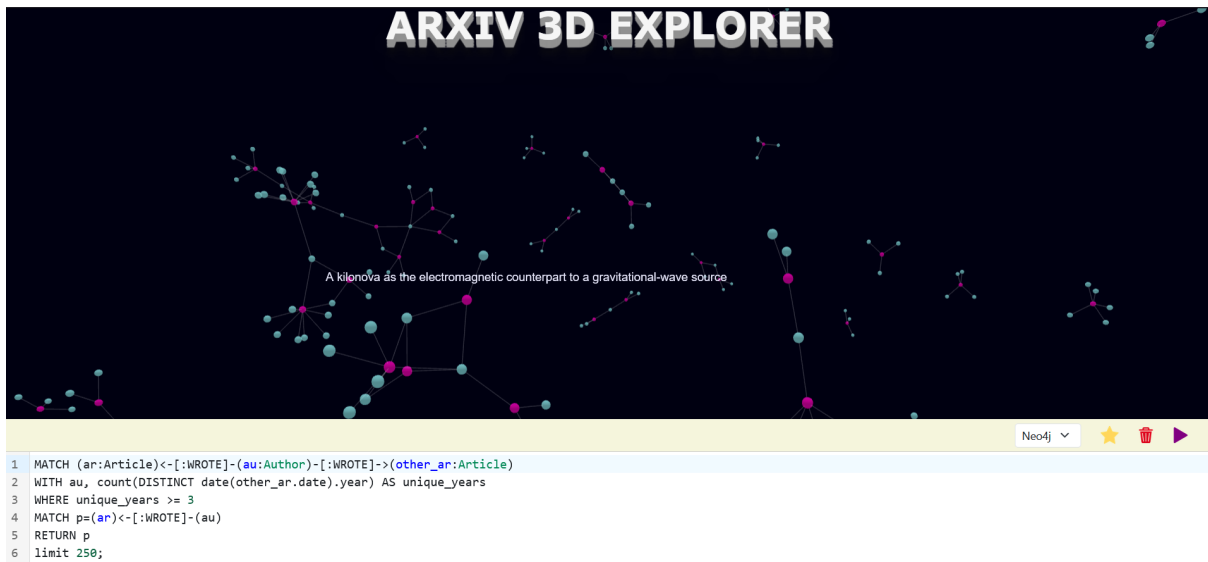 ARXIV 3D EXPLORER
A kilonova as the electromagnetic counterpart to a gravitational-wave source
Neo4j
1 MATCH (ar:Article)<-[:WROTE]-(au:Author)-[:WROTE]->(other_ar:Article)
2 WITH au, count(DISTINCT date(other_ar.date).year) AS unique_years
3 WHERE unique_years >= 3
4 MATCH p=(ar)<-[:WROTE]-(au)
5 RETURN p
6 limit 250;